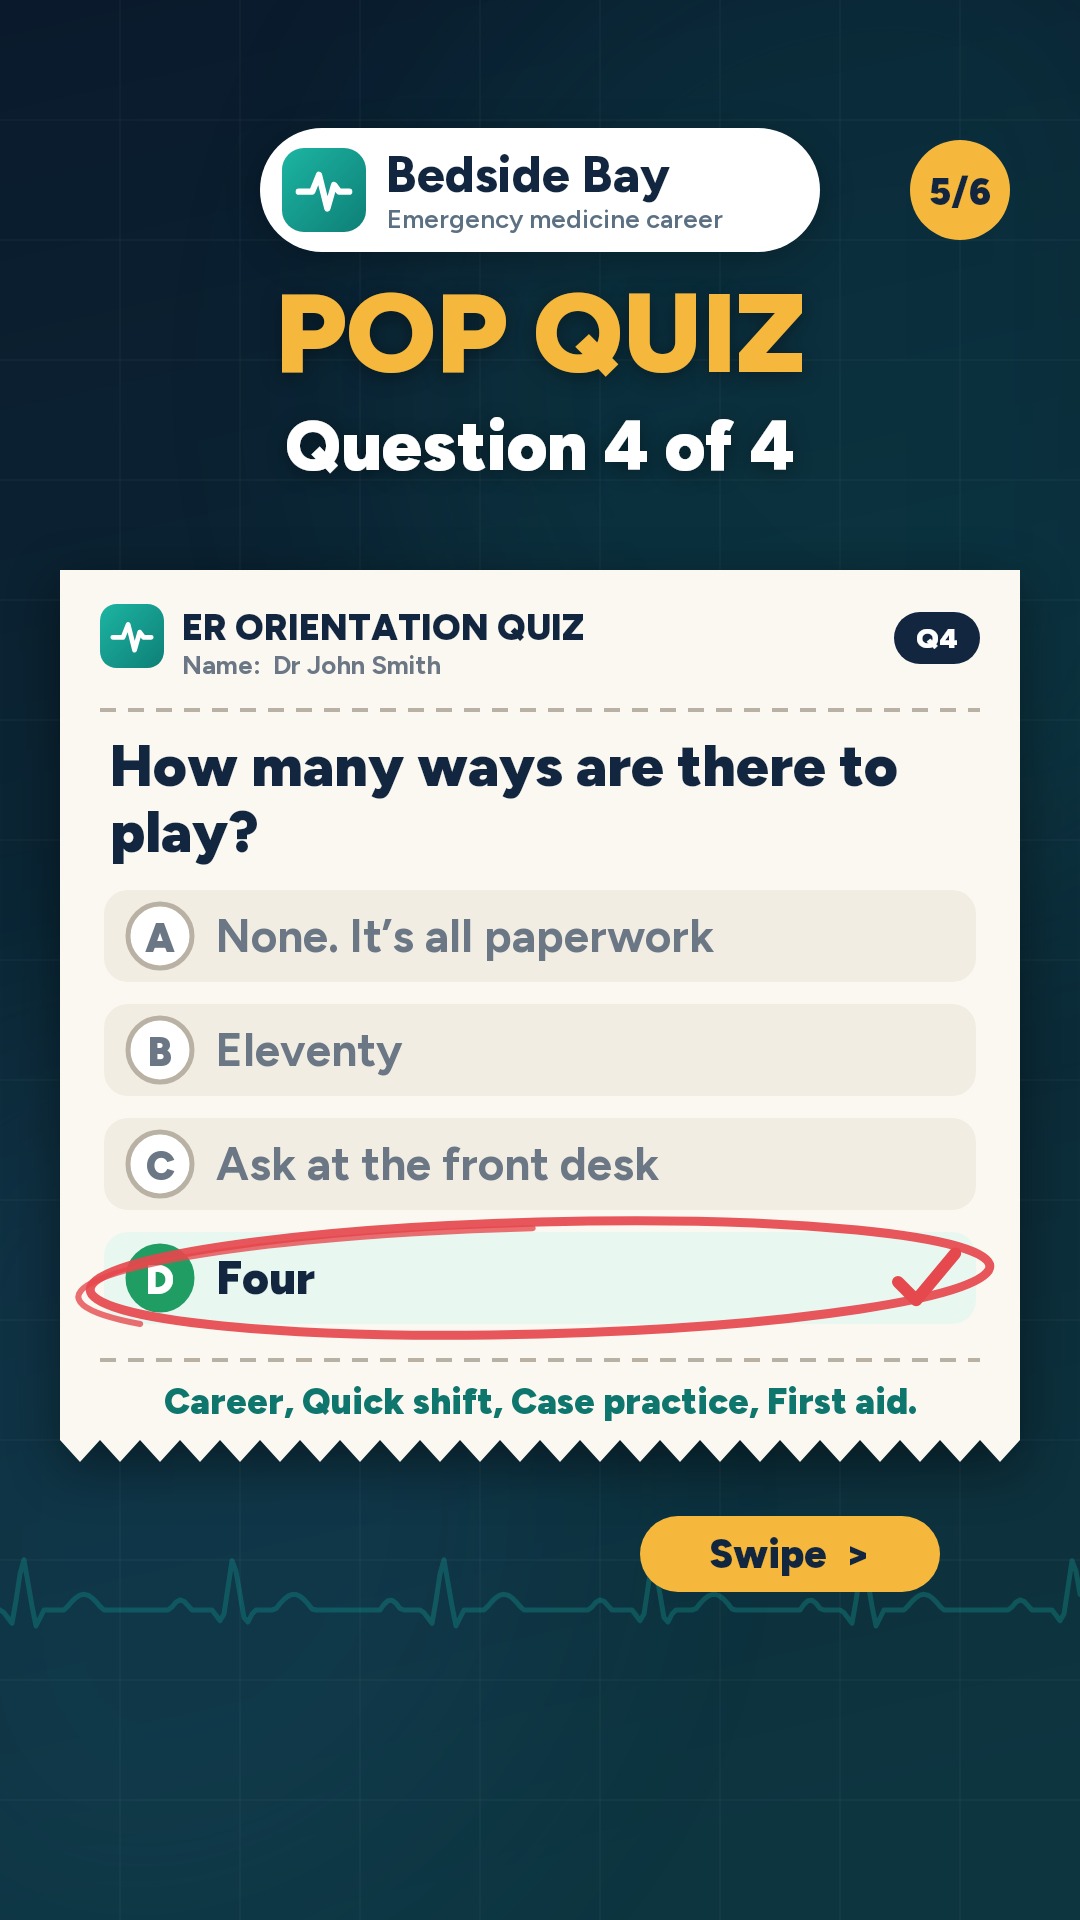 Bedside Bay
Emergency medicine career
5/6
POP QUIZ
Question 4 of 4
ER ORIENTATION QUIZ
Name: Dr John Smith
Q4
How many ways are there to
play?
A None. It’s all paperwork
B Eleventy
C Ask at the front desk
D Four
Career, Quick shift, Case practice, First aid.
Swipe >